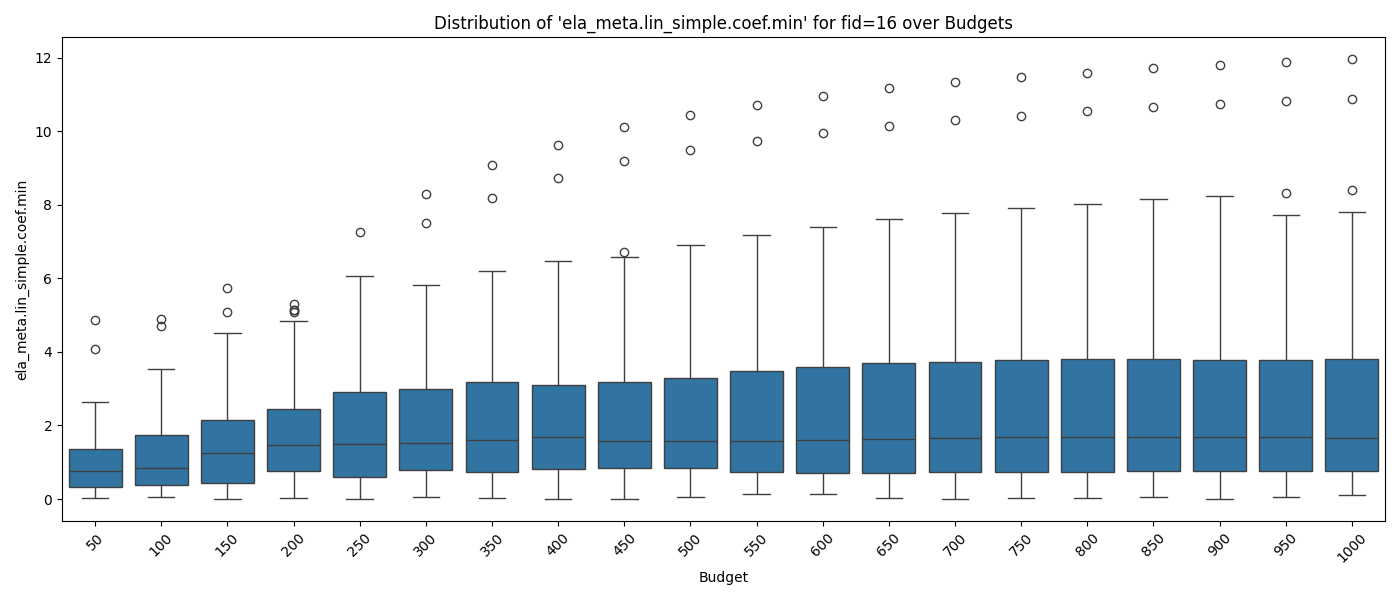 Distribution of 'ela_meta.lin_simple.coef.min' for fid=16 over Budgets
ela_meta.lin_simple.coef.min
12
10
8
6
4
2
0
50 100 150 200 250 300 350 400 450 500 550 600 650 700 750 800 850 900 950 1000
Budget